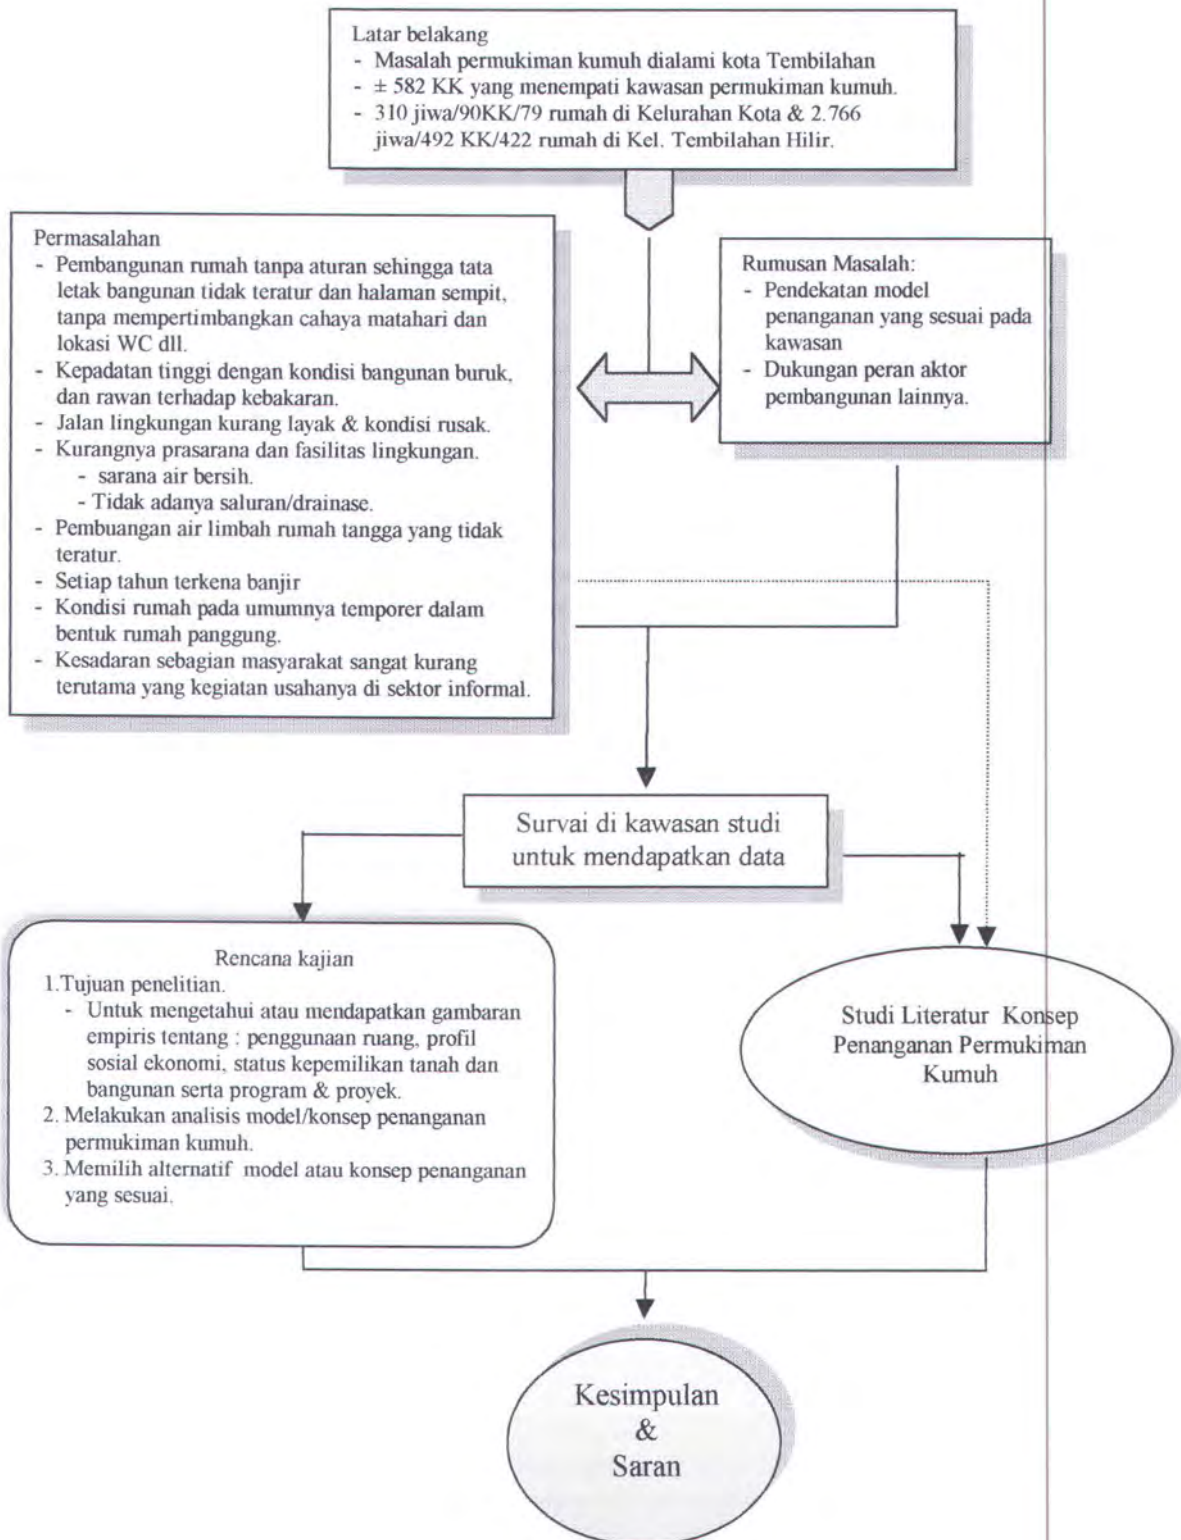 Latar belakang
- Masalah permukiman kumuh dialami kota Tembilahan
- ± 582 KK yang menempati kawasan permukiman kumuh.
- 310 jiwa/90KK/79 rumah di Kelurahan Kota & 2.766
jiwa/492 KK/422 rumah di Kel. Tembilahan Hilir.
Permasalahan
- Pembangunan rumah tanpa aturan sehingga tata
letak bangunan tidak teratur dan halaman sempit,
tanpa mempertimbangkan cahaya matahari dan
lokasi WC dll.
- Kepadatan tinggi dengan kondisi bangunan buruk,
dan rawan terhadap kebakaran.
- Jalan lingkungan kurang layak & kondisi rusak.
- Kurangnya prasarana dan fasilitas lingkungan.
- sarana air bersih.
- Tidak adanya saluran/drainase.
- Pembuangan air limbah rumah tangga yang tidak
teratur.
- Setiap tahun terkena banjir
- Kondisi rumah pada umumnya temporer dalam
bentuk rumah panggung.
- Kesadaran sebagian masyarakat sangat kurang
terutama yang kegiatan usahanya di sektor informal.
Rumusan Masalah:
- Pendekatan model
penanganan yang sesuai pada
kawasan
- Dukungan peran aktor
pembangunan lainnya.
Survai di kawasan studi
untuk mendapatkan data
Rencana kajian
1.Tujuan penelitian.
- Untuk mengetahui atau mendapatkan gambaran
empiris tentang : penggunaan ruang, profil
sosial ekonomi, status kepemilikan tanah dan
bangunan serta program & proyek.
2. Melakukan analisis model/konsep penanganan
permukiman kumuh.
3. Memilih alternatif model atau konsep penanganan
yang sesuai.
Studi Literatur Konsep
Penanganan Permukiman
Kumuh
Kesimpulan
&
Saran